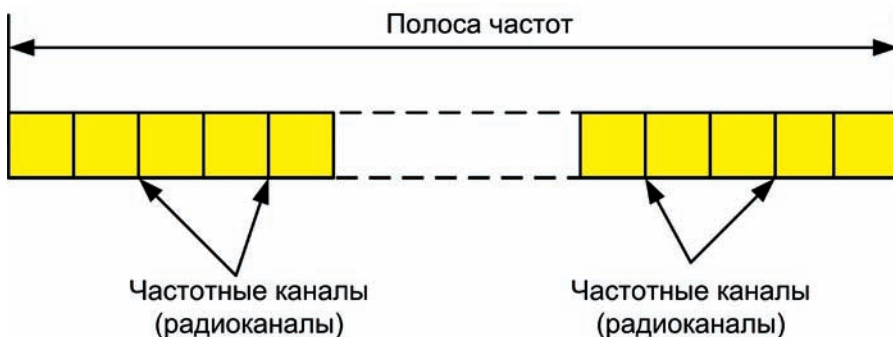 Полоса частот
Частотные каналы
(радиоканалы)
Частотные каналы
(радиоканалы)